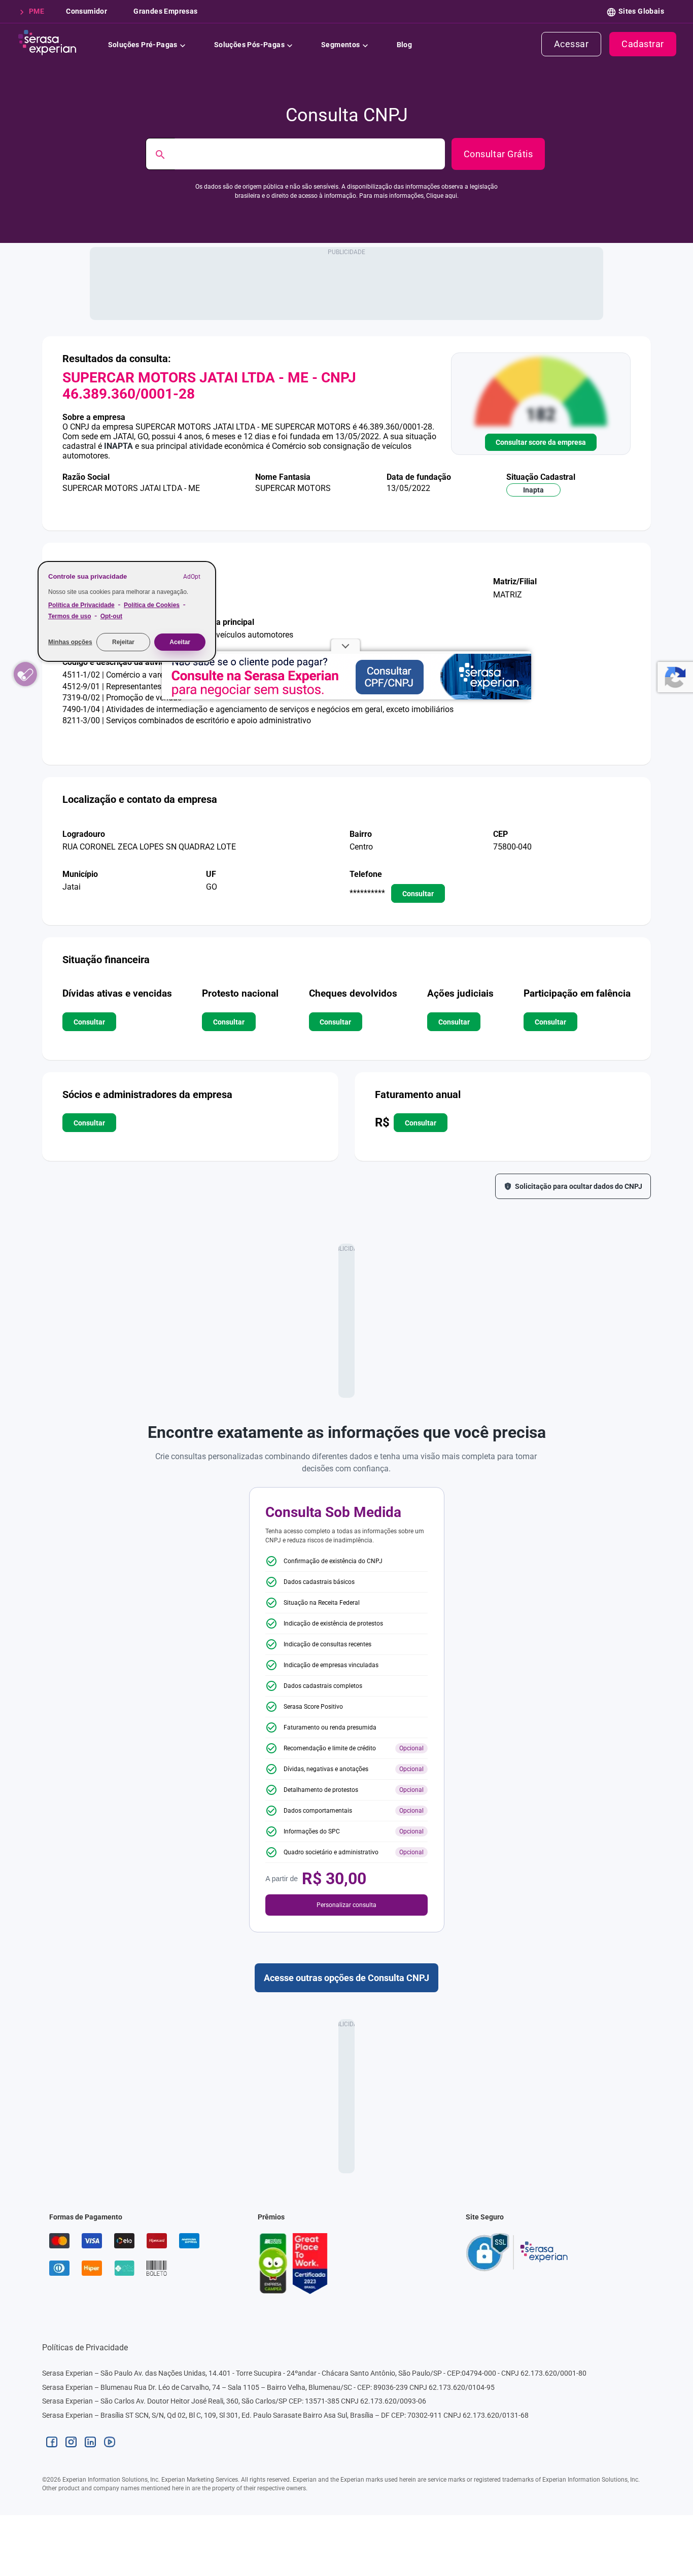 PME Consumidor Grandes Empresas Sites Globais
serasa experian
Soluções Pré-Pagas Soluções Pós-Pagas Segmentos Blog Acessar Cadastrar
Consulta CNPJ
Consultar Grátis
Os dados são de origem pública e não são sensíveis. A disponibilização das informações observa a legislação
brasileira e o direito de acesso à informação. Para mais informações, Clique aqui.
PUBLICIDADE
Resultados da consulta:
SUPERCAR MOTORS JATAI LTDA - ME - CNPJ
46.389.360/0001-28
182
Consultar score da empresa
Sobre a empresa
O CNPJ da empresa SUPERCAR MOTORS JATAI LTDA - ME SUPERCAR MOTORS é 46.389.360/0001-28.
Com sede em JATAI, GO, possui 4 anos, 6 meses e 12 dias e foi fundada em 13/05/2022. A sua situação
cadastral é INAPTA e sua principal atividade econômica é Comércio sob consignação de veículos
automotores.
Razão Social Nome Fantasia Data de fundação Situação Cadastral
SUPERCAR MOTORS JATAI LTDA - ME SUPERCAR MOTORS 13/05/2022 Inapta
Controle sua privacidade AdOpt
Nosso site usa cookies para melhorar a navegação.
Política de Privacidade - Política de Cookies -
Termos de uso - Opt-out
Minhas opções Rejeitar Aceitar
Matriz/Filial
MATRIZ
a principal
veículos automotores
Código e descrição da
4511-1/02 | Comércio a
4512-9/01 | Representantes
7319-0/02 | Promoção de
7490-1/04 | Atividades de intermediação e agenciamento de serviços e negócios em geral, exceto imobiliários
8211-3/00 | Serviços combinados de escritório e apoio administrativo
Não sabe se o cliente pode pagar?
Consulte na Serasa Experian
para negociar sem sustos.
Consultar
CPF/CNPJ
serasa
experian
Localização e contato da empresa
Logradouro Bairro CEP
RUA CORONEL ZECA LOPES SN QUADRA2 LOTE Centro 75800-040
Município UF Telefone
Jatai GO ********** Consultar
Situação financeira
Dívidas ativas e vencidas Protesto nacional Cheques devolvidos Ações judiciais Participação em falência
Consultar Consultar Consultar Consultar Consultar
Sócios e administradores da empresa
Consultar
Faturamento anual
R$ Consultar
Solicitação para ocultar dados do CNPJ
Encontre exatamente as informações que você precisa
Crie consultas personalizadas combinando diferentes dados e tenha uma visão mais completa para tomar
decisões com confiança.
Consulta Sob Medida
Tenha acesso completo a todas as informações sobre um
CNPJ e reduza riscos de inadimplência.
Confirmação de existência do CNPJ
Dados cadastrais básicos
Situação na Receita Federal
Indicação de existência de protestos
Indicação de consultas recentes
Indicação de empresas vinculadas
Dados cadastrais completos
Serasa Score Positivo
Faturamento ou renda presumida
Recomendação e limite de crédito Opcional
Dívidas, negativas e anotações Opcional
Detalhamento de protestos Opcional
Dados comportamentais Opcional
Informações do SPC Opcional
Quadro societário e administrativo Opcional
A partir de R$ 30,00
Personalizar consulta
Acesse outras opções de Consulta CNPJ
Formas de Pagamento Prêmios Site Seguro
VISA elo Hipercard
Hiper BOLETO
Great
Place
To
Work.
Certificada
2023
SSL
serasa
experian
Políticas de Privacidade
Serasa Experian – São Paulo Av. das Nações Unidas, 14.401 - Torre Sucupira - 24ºandar - Chácara Santo Antônio, São Paulo/SP - CEP:04794-000 - CNPJ 62.173.620/0001-80
Serasa Experian – Blumenau Rua Dr. Léo de Carvalho, 74 – Sala 1105 – Bairro Velha, Blumenau/SC - CEP: 89036-239 CNPJ 62.173.620/0104-95
Serasa Experian – São Carlos Av. Doutor Heitor José Reali, 360, São Carlos/SP CEP: 13571-385 CNPJ 62.173.620/0093-06
Serasa Experian – Brasília ST SCN, S/N, Qd 02, Bl C, 109, Sl 301, Ed. Paulo Sarasate Bairro Asa Sul, Brasília – DF CEP: 70302-911 CNPJ 62.173.620/0131-68
©2026 Experian Information Solutions, Inc. Experian Marketing Services. All rights reserved. Experian and the Experian marks used herein are service marks or registered trademarks of Experian Information Solutions, Inc.
Other product and company names mentioned here in are the property of their respective owners.